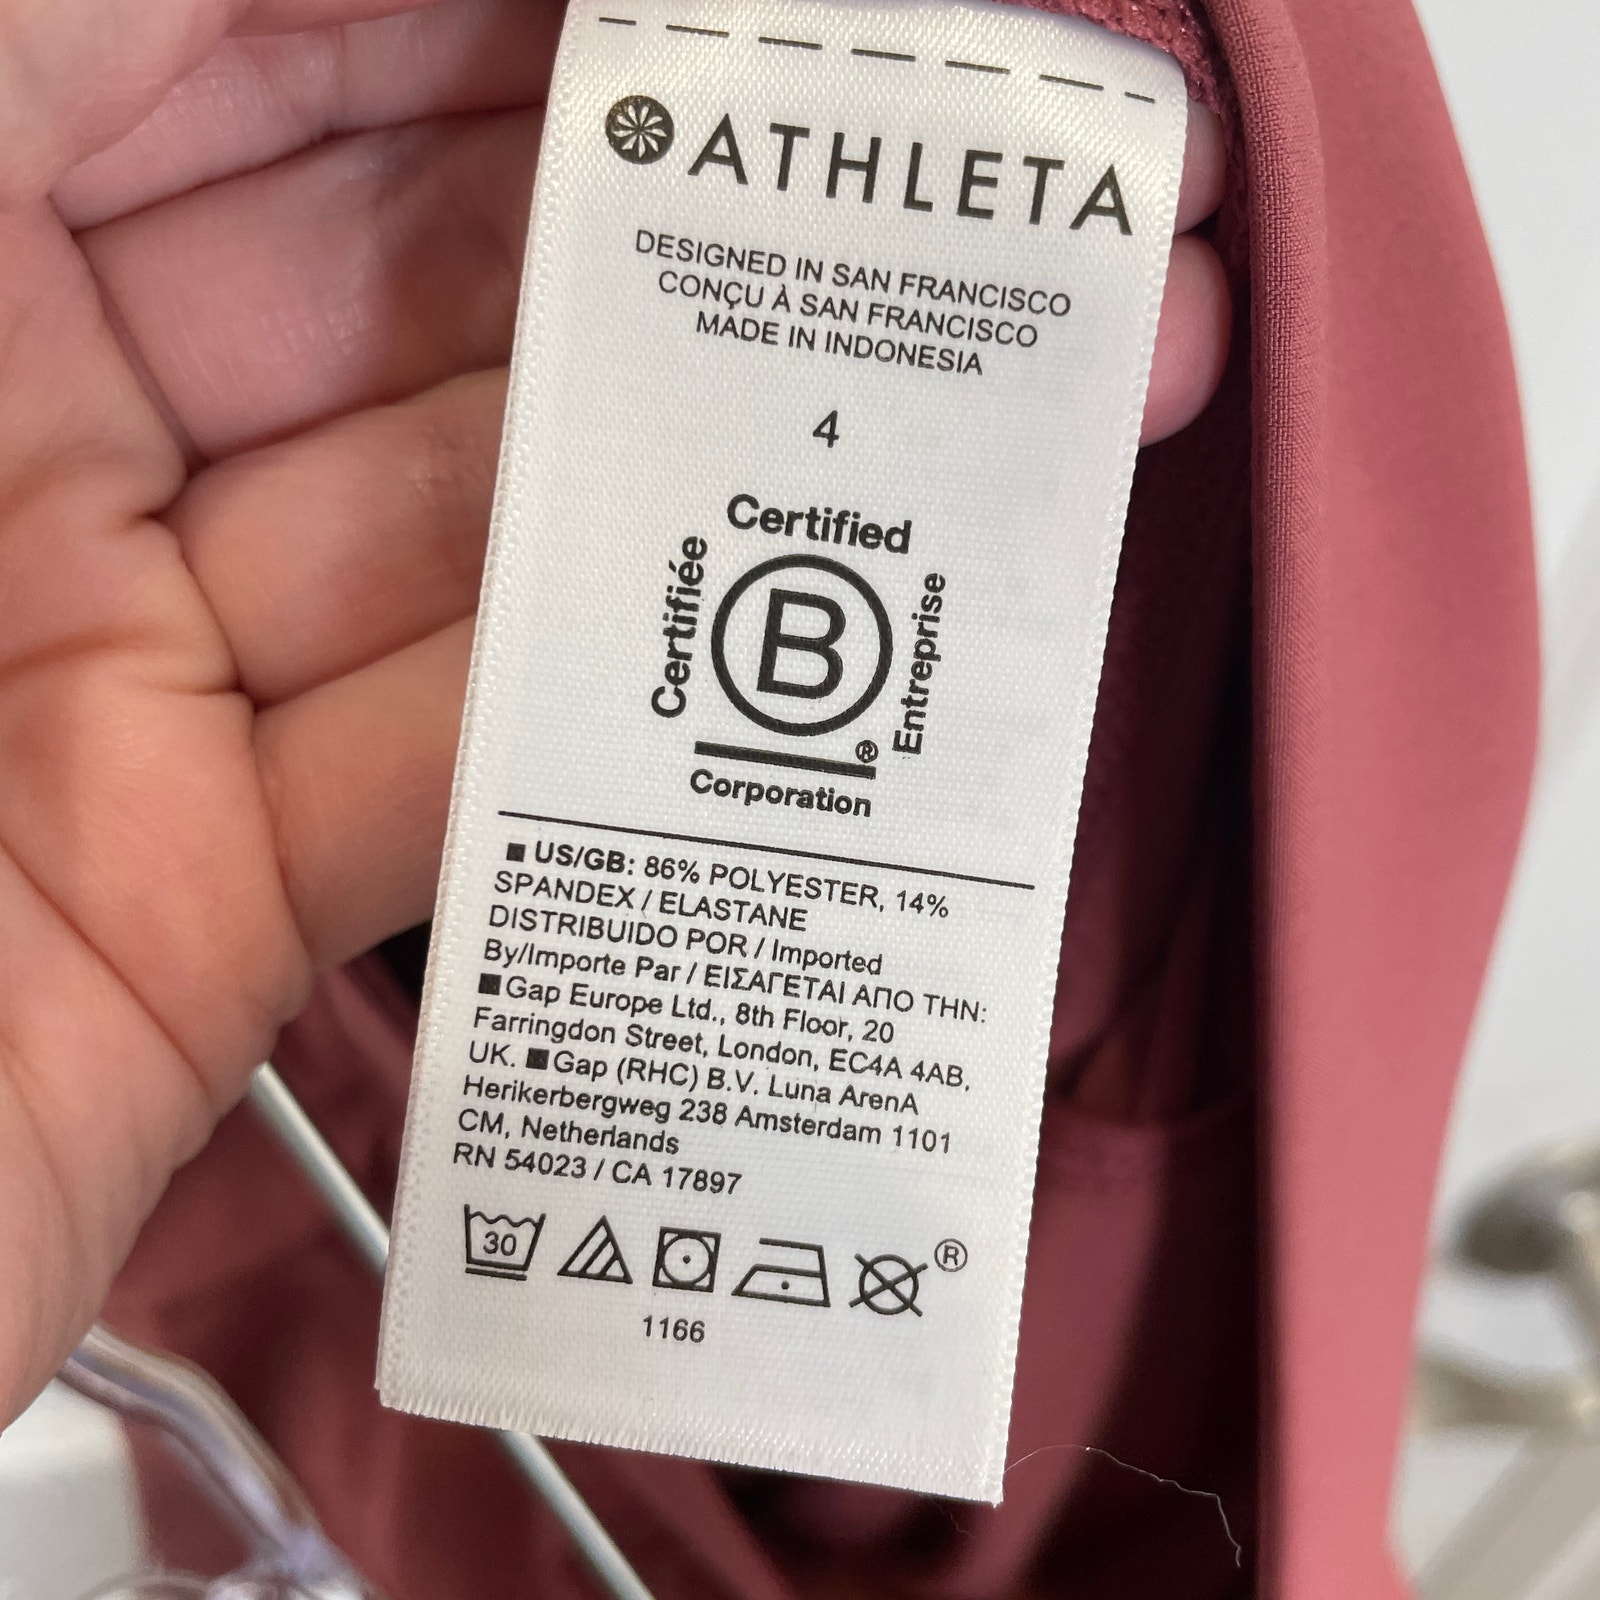 ATHLETA
DESIGNED IN SAN FRANCISCO
CONÇU À SAN FRANCISCO
MADE IN INDONESIA
4
Certified
Certifiée
B
Entreprise
®
Corporation
US/GB: 86% POLYESTER, 14%
SPANDEX / ELASTANE
DISTRIBUIDO POR / Imported
By/Importe Par / ΕΙΣΑΓΕΤΑΙ ΑΠΟ ΤΗΝ:
Gap Europe Ltd., 8th Floor, 20
Farringdon Street, London, EC4A 4AB,
UK. Gap (RHC) B.V. Luna ArenA
Herikerbergweg 238 Amsterdam 1101
CM, Netherlands
RN 54023 / CA 17897
30 ®
1166